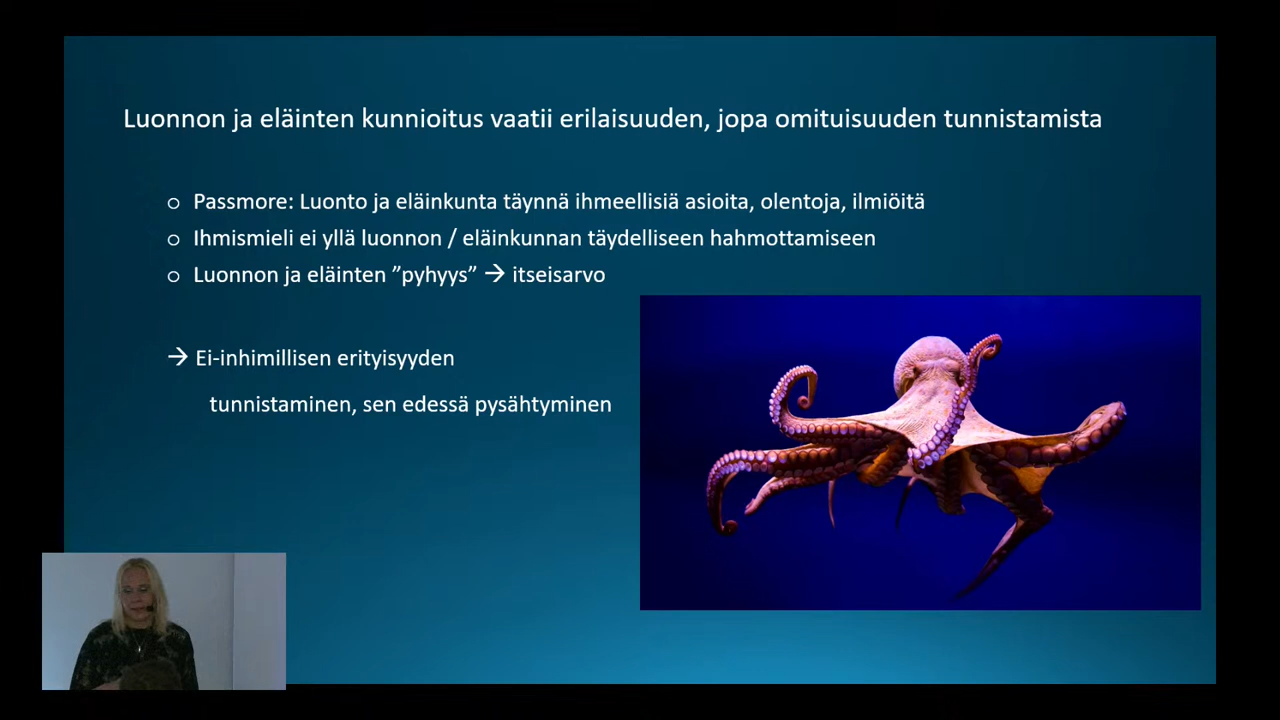 Luonnon ja eläinten kunnioitus vaatii erilaisuuden, jopa omituisuuden tunnistamista
o Passmore: Luonto ja eläinkunta täynnä ihmeellisiä asioita, olentoja, ilmiöitä
o Ihmismieli ei yllä luonnon / eläinkunnan täydelliseen hahmottamiseen
o Luonnon ja eläinten ”pyhyys” → itseisarvo
→ Ei-inhimillisen erityisyyden
tunnistaminen, sen edessä pysähtyminen